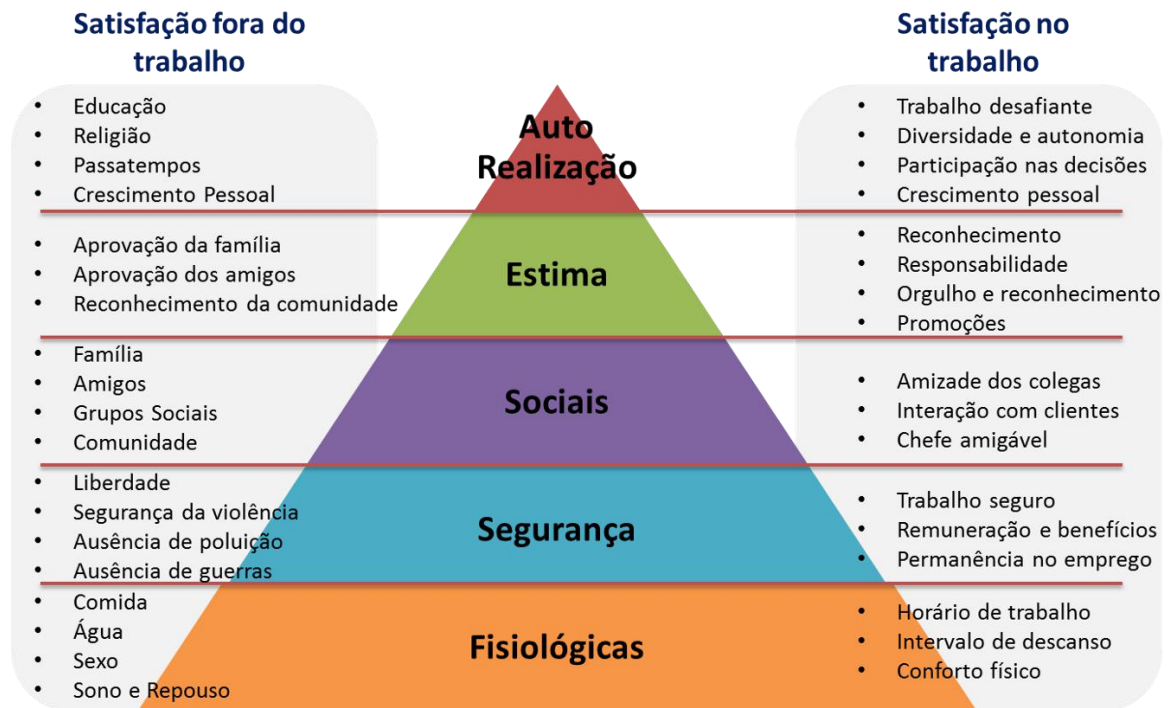 Satisfação fora do
trabalho
• Educação
• Religião
• Passatempos
• Crescimento Pessoal
• Aprovação da família
• Aprovação dos amigos
• Reconhecimento da comunidade
• Família
• Amigos
• Grupos Sociais
• Comunidade
• Liberdade
• Segurança da violência
• Ausência de poluição
• Ausência de guerras
• Comida
• Água
• Sexo
• Sono e Repouso
Auto
Realização
Estima
Sociais
Segurança
Fisiológicas
Satisfação no
trabalho
• Trabalho desafiante
• Diversidade e autonomia
• Participação nas decisões
• Crescimento pessoal
• Reconhecimento
• Responsabilidade
• Orgulho e reconhecimento
• Promoções
• Amizade dos colegas
• Interação com clientes
• Chefe amigável
• Trabalho seguro
• Remuneração e benefícios
• Permanência no emprego
• Horário de trabalho
• Intervalo de descanso
• Conforto físico